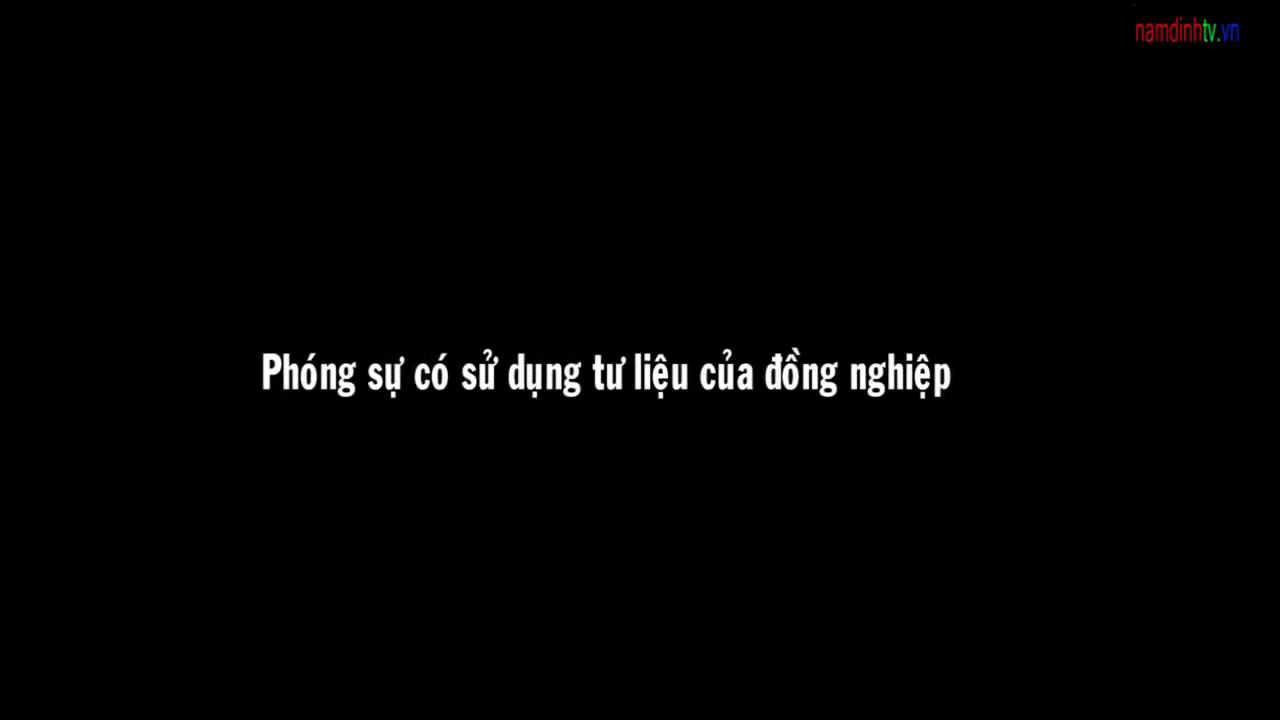 namdinhtv.vn
Phóng sự có sử dụng tư liệu của đồng nghiệp